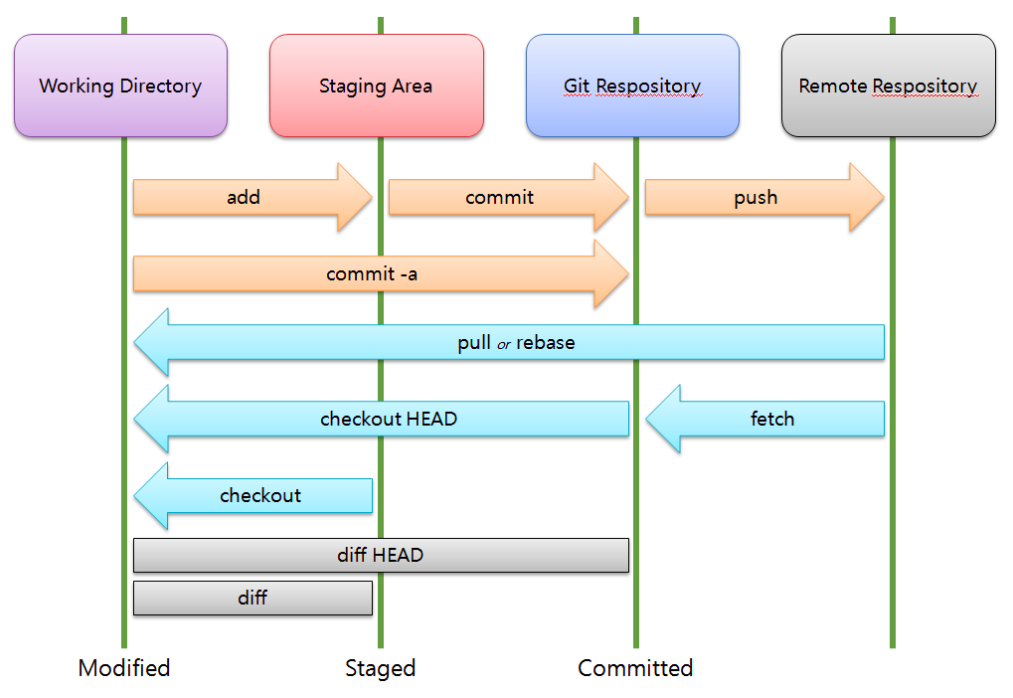 Working Directory
Staging Area
Git Respository
Remote Respository
add
commit
push
commit -a
pull or rebase
checkout HEAD
fetch
checkout
diff HEAD
diff
Modified
Staged
Committed